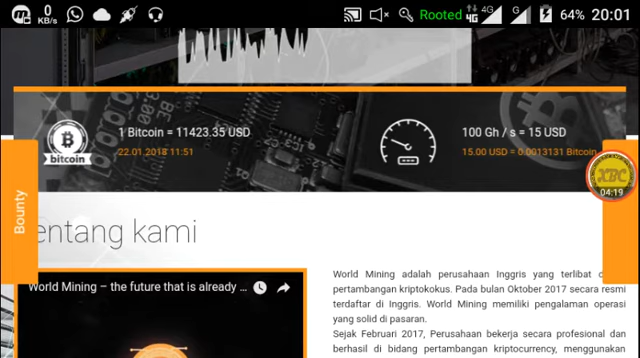 0 KB/s Rooted 4G 4G G 64% 20:01
1 Bitcoin = 11423.35 USD
22.01.2018 11:51
bitcoin
100 Gh / s = 15 USD
15.00 USD = 0.0013131 Bitcoin
XBC
04:19
Bounty
entang kami
World Mining – the future that is already ...
World Mining adalah perusahaan Inggris yang terlibat
pertambangan kriptokokus. Pada bulan Oktober 2017 secara resmi
terdaftar di Inggris. World Mining memiliki pengalaman operasi
yang solid di pasaran.
Sejak Februari 2017, Perusahaan bekerja secara profesional dan
berhasil di bidang pertambangan kriptocurrency, menggunakan